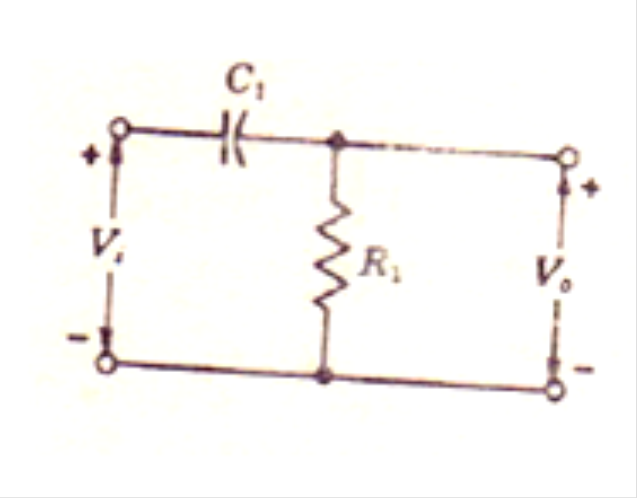 C₁
+
+
Vᵢ
R₁
Vₒ
−
−